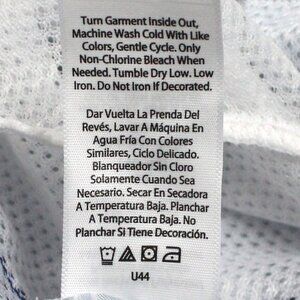 Turn Garment Inside Out,
Machine Wash Cold With Like
Colors, Gentle Cycle. Only
Non-Chlorine Bleach When
Needed. Tumble Dry Low. Low
Iron. Do Not Iron If Decorated.
Dar Vuelta La Prenda Del
Revés, Lavar A Máquina En
Agua Fría Con Colores
Similares, Ciclo Delicado.
Blanqueador Sin Cloro
Solamente Cuando Sea
Necesario. Secar En Secadora
A Temperatura Baja. Planchar
A Temperatura Baja. No
Planchar Si Tiene Decoración.
U44